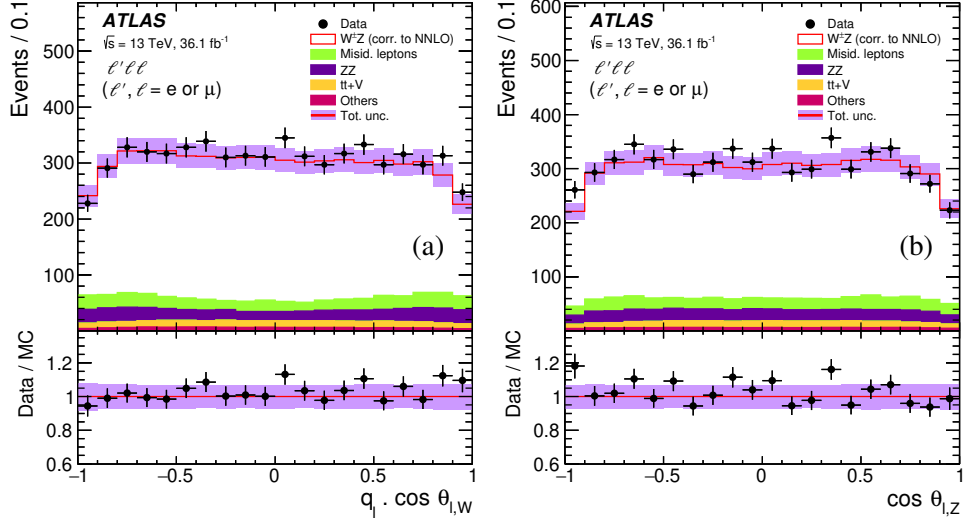 ATLAS
√s = 13 TeV, 36.1 fb⁻¹
ℓ′ℓℓ
(ℓ′, ℓ = e or μ)
Data
W±Z (corr. to NNLO)
Misid. leptons
ZZ
tt+V
Others
Tot. unc.
Events / 0.1
500
400
300
200
100
(a)
Data / MC
1.2
1
0.8
0.6
−1 −0.5 0 0.5 1
q_l . cos θ_l,W
ATLAS
√s = 13 TeV, 36.1 fb⁻¹
ℓ′ℓℓ
(ℓ′, ℓ = e or μ)
Data
W±Z (corr. to NNLO)
Misid. leptons
ZZ
tt+V
Others
Tot. unc.
Events / 0.1
600
500
400
300
200
100
(b)
Data / MC
1.2
1
0.8
0.6
−1 −0.5 0 0.5 1
cos θ_l,Z